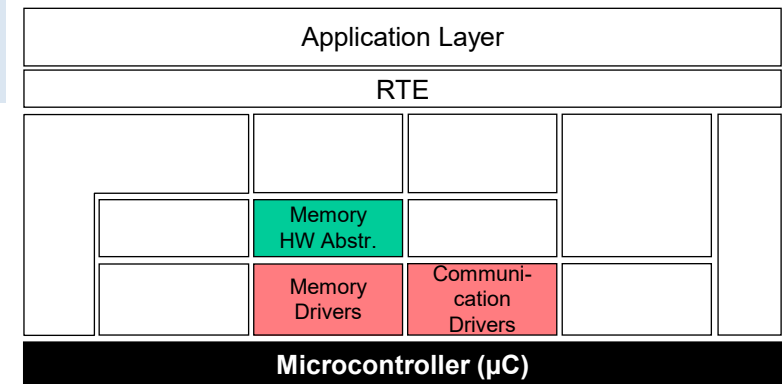 Application Layer
RTE
Memory
HW Abstr.
Memory
Drivers
Communi-
cation
Drivers
Microcontroller (µC)